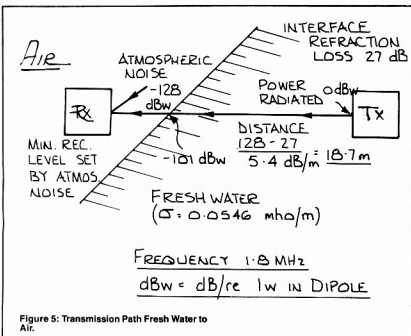 AIR
ATMOSPHERIC
NOISE
-128
dBW
INTERFACE
REFRACTION
LOSS 27 dB
POWER
RADIATED
0dBW
Rx
Tx
MIN. REC.
LEVEL SET
BY ATMOS.
NOISE
-101 dBW
DISTANCE
128 - 27
5.4 dB/m
= 18.7m
FRESH WATER
(σ = 0.0546 mho/m)
FREQUENCY 1.8 MHz
dBW = dB/re 1W IN DIPOLE
Figure 5: Transmission Path Fresh Water to
Air.